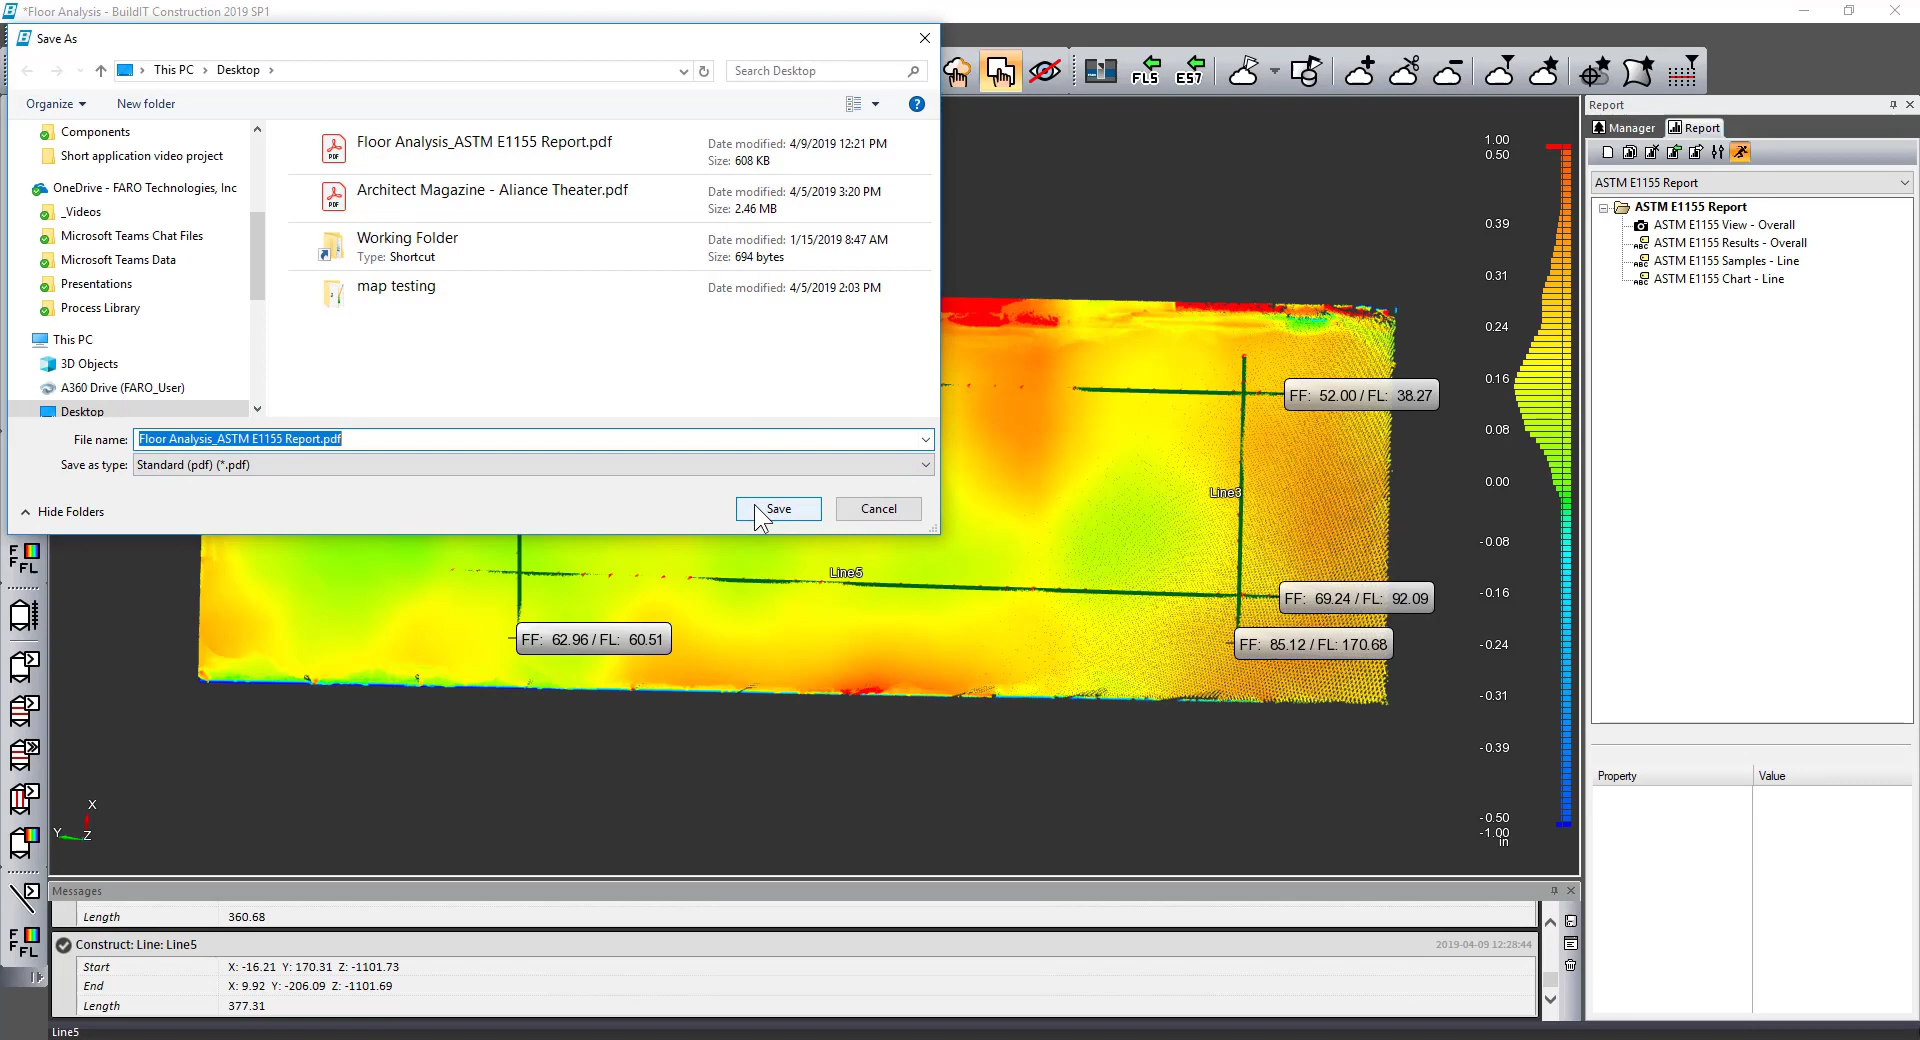 *Floor Analysis - BuildIT Construction 2019 SP1
Save As
This PC
Desktop
Search Desktop
Organize
New folder
Components
Short application video project
OneDrive - FARO Technologies, Inc
_Videos
Microsoft Teams Chat Files
Microsoft Teams Data
Presentations
Process Library
This PC
3D Objects
A360 Drive (FARO_User)
Desktop
Floor Analysis_ASTM E1155 Report.pdf
Date modified: 4/9/2019 12:21 PM
Size: 608 KB
Architect Magazine - Aliance Theater.pdf
Date modified: 4/5/2019 3:20 PM
Size: 2.46 MB
Working Folder
Type: Shortcut
Date modified: 1/15/2019 8:47 AM
Size: 694 bytes
map testing
Date modified: 4/5/2019 2:03 PM
File name: Floor Analysis_ASTM E1155 Report.pdf
Save as type: Standard (pdf) (*.pdf)
Hide Folders
Save
Cancel
FLS
ES7
FF: 52.00 / FL: 38.27
Line3
Line5
FF: 69.24 / FL: 92.09
FF: 62.96 / FL: 60.51
FF: 85.12 / FL: 170.68
1.00
0.50
0.39
0.31
0.24
0.16
0.08
0.00
-0.08
-0.16
-0.24
-0.31
-0.39
-0.50
-1.00
in
X
Y
Z
F
F FL
F
F FL
Report
Manager
Report
ASTM E1155 Report
ASTM E1155 Report
ASTM E1155 View - Overall
ASTM E1155 Results - Overall
ASTM E1155 Samples - Line
ASTM E1155 Chart - Line
Property
Value
Messages
Length 360.68
Construct: Line: Line5
2019-04-09 12:28:44
Start X: -16.21 Y: 170.31 Z: -1101.73
End X: 9.92 Y: -206.09 Z: -1101.69
Length 377.31
Line5